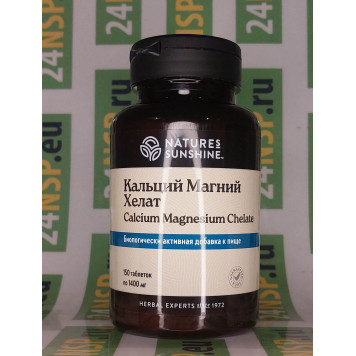 NATURE'S
SUNSHINE
Кальций Магний
Хелат
Calcium Magnesium Chelate
Биологически активная добавка к пище
150 таблеток
по 1400 мг
HERBAL EXPERTS since 1972
24NSP.eu
24NSP.ru